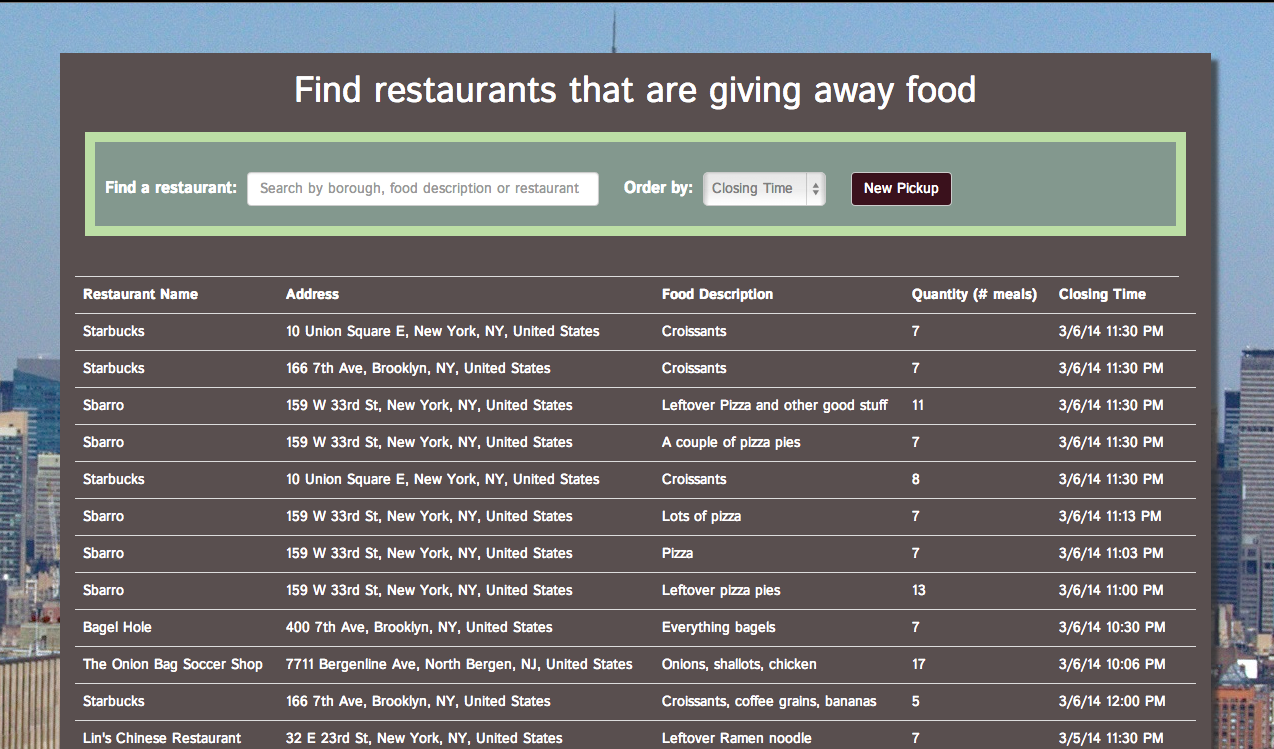 Find restaurants that are giving away food
Find a restaurant: Search by borough, food description or restaurant Order by: Closing Time New Pickup
Restaurant Name Address Food Description Quantity (# meals) Closing Time
Starbucks 10 Union Square E, New York, NY, United States Croissants 7 3/6/14 11:30 PM
Starbucks 166 7th Ave, Brooklyn, NY, United States Croissants 7 3/6/14 11:30 PM
Sbarro 159 W 33rd St, New York, NY, United States Leftover Pizza and other good stuff 11 3/6/14 11:30 PM
Sbarro 159 W 33rd St, New York, NY, United States A couple of pizza pies 7 3/6/14 11:30 PM
Starbucks 10 Union Square E, New York, NY, United States Croissants 8 3/6/14 11:30 PM
Sbarro 159 W 33rd St, New York, NY, United States Lots of pizza 7 3/6/14 11:13 PM
Sbarro 159 W 33rd St, New York, NY, United States Pizza 7 3/6/14 11:03 PM
Sbarro 159 W 33rd St, New York, NY, United States Leftover pizza pies 13 3/6/14 11:00 PM
Bagel Hole 400 7th Ave, Brooklyn, NY, United States Everything bagels 7 3/6/14 10:30 PM
The Onion Bag Soccer Shop 7711 Bergenline Ave, North Bergen, NJ, United States Onions, shallots, chicken 17 3/6/14 10:06 PM
Starbucks 166 7th Ave, Brooklyn, NY, United States Croissants, coffee grains, bananas 5 3/6/14 12:00 PM
Lin's Chinese Restaurant 32 E 23rd St, New York, NY, United States Leftover Ramen noodle 7 3/5/14 11:30 PM